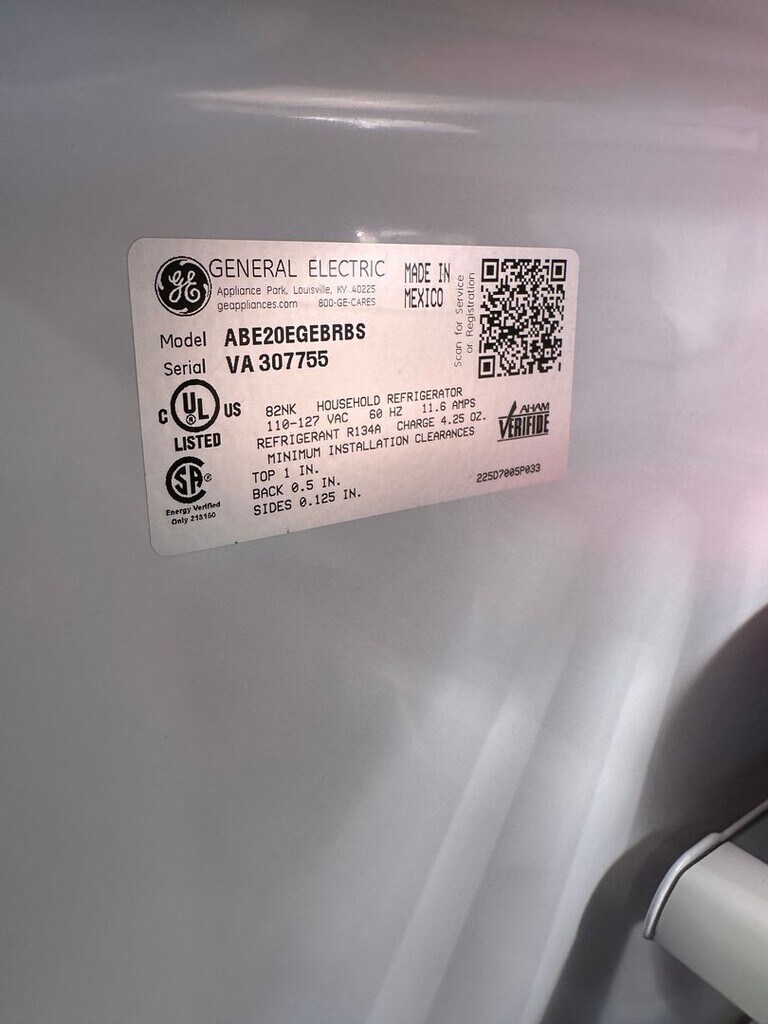 GE
GENERAL ELECTRIC
Appliance Park, Louisville, KY 40225
geappliances.com 800-GE-CARES
MADE IN
MEXICO
Scan for Service
or Registration
Model ABE20EGEBRBS
Serial VA 307755
C UL ® US
LISTED
82NK HOUSEHOLD REFRIGERATOR
110-127 VAC 60 HZ 11.6 AMPS
REFRIGERANT R134A CHARGE 4.25 OZ.
MINIMUM INSTALLATION CLEARANCES
TOP 1 IN.
BACK 0.5 IN.
SIDES 0.125 IN.
AHAM
VERIFIDE
225D7005P033
SA ®
Energy Verified
Only 215150